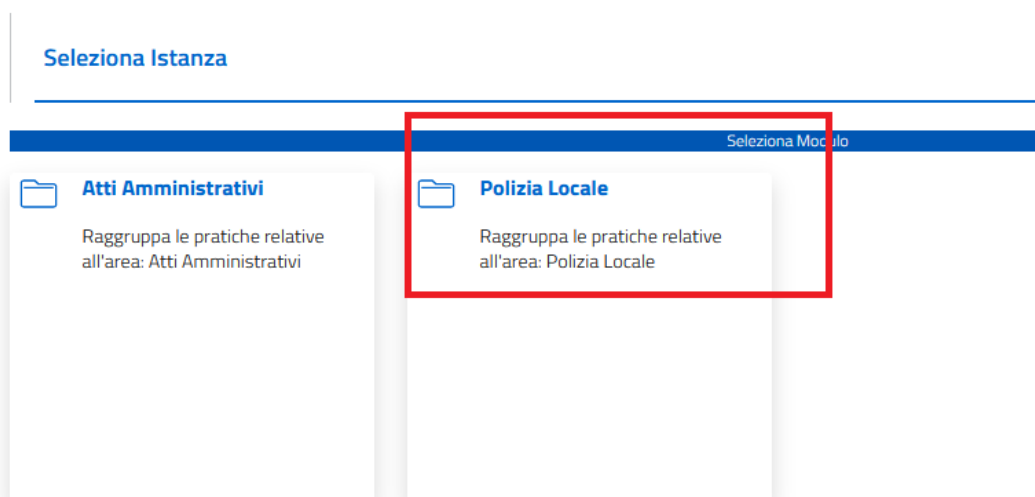 Seleziona Istanza
Seleziona Modulo
Atti Amministrativi
Raggruppa le pratiche relative
all'area: Atti Amministrativi
Polizia Locale
Raggruppa le pratiche relative
all'area: Polizia Locale